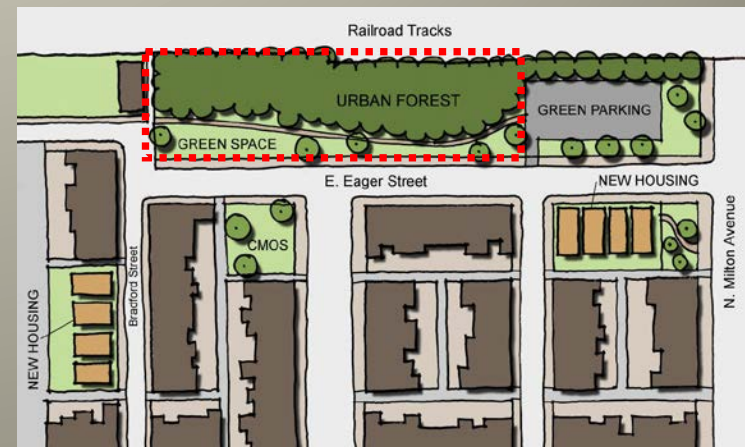 Railroad Tracks
URBAN FOREST
GREEN PARKING
GREEN SPACE
E. Eager Street
NEW HOUSING
CMOS
Bradford Street
N. Milton Avenue
NEW HOUSING